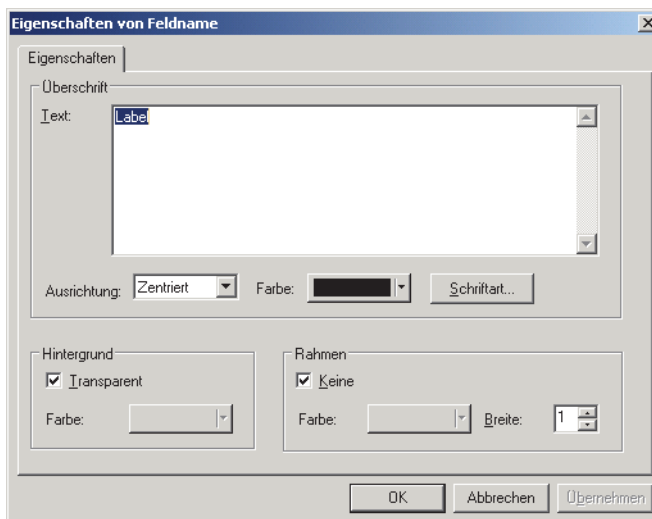 Eigenschaften von Feldname
Eigenschaften
Überschrift
Text: Label
Ausrichtung: Zentriert Farbe: Schriftart...
Hintergrund Rahmen
Transparent Keine
Farbe: Farbe: Breite: 1
OK Abbrechen Übernehmen